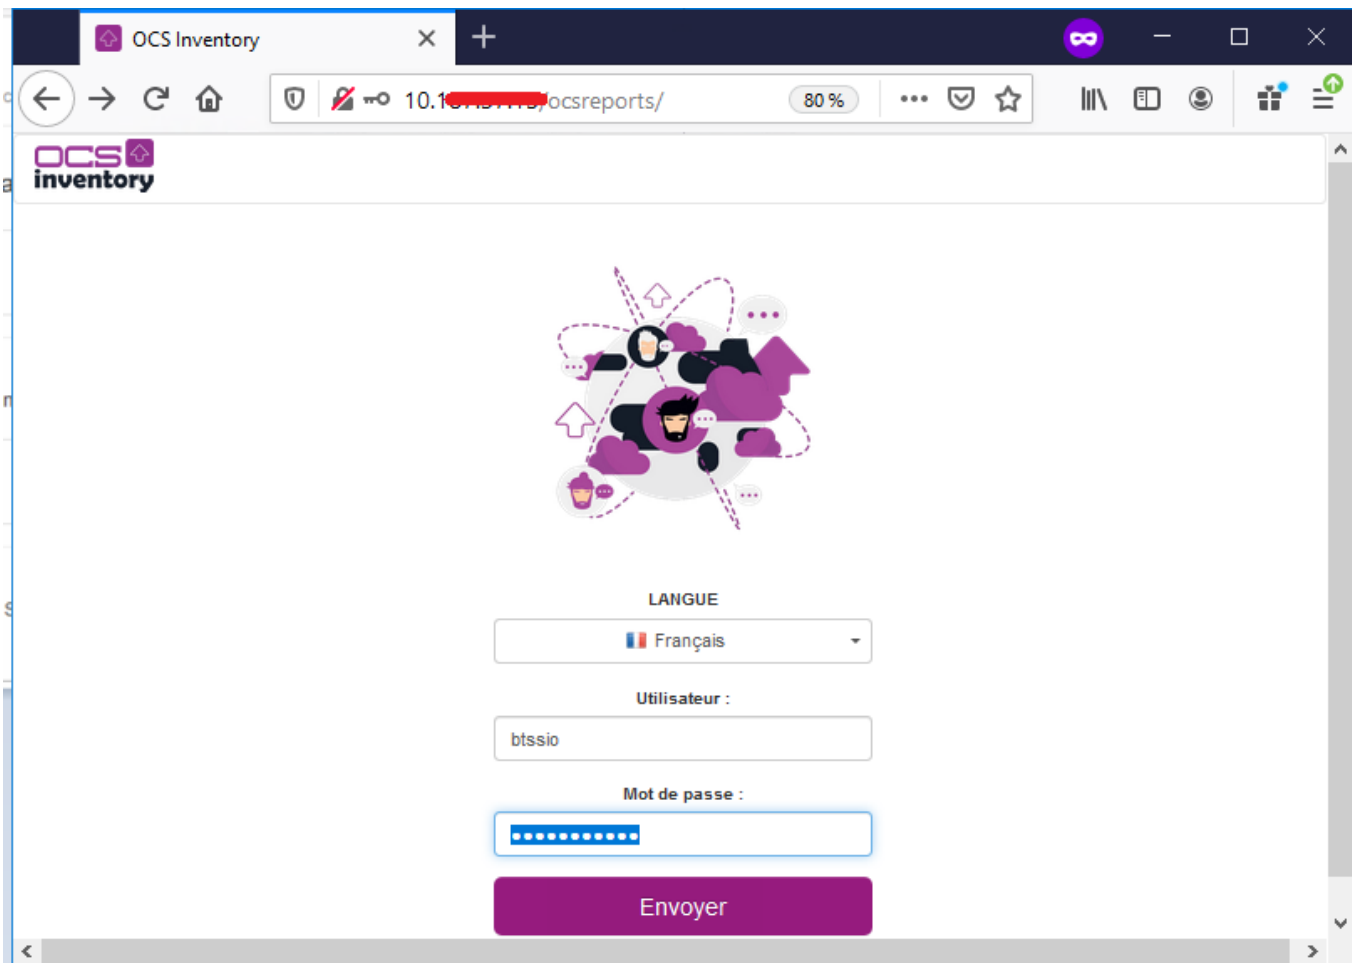 OCS Inventory
10.1 /ocsreports/
80 %
OCS
inventory
LANGUE
Français
Utilisateur :
btssio
Mot de passe :
Envoyer